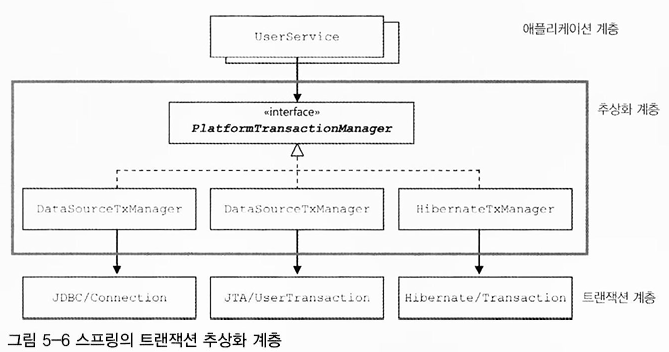 UserService
애플리케이션 계층
«interface»
PlatformTransactionManager
추상화 계층
DataSourceTxManager
DataSourceTxManager
HibernateTxManager
JDBC/Connection
JTA/UserTransaction
Hibernate/Transaction
트랜잭션 계층
그림 5–6 스프링의 트랜잭션 추상화 계층